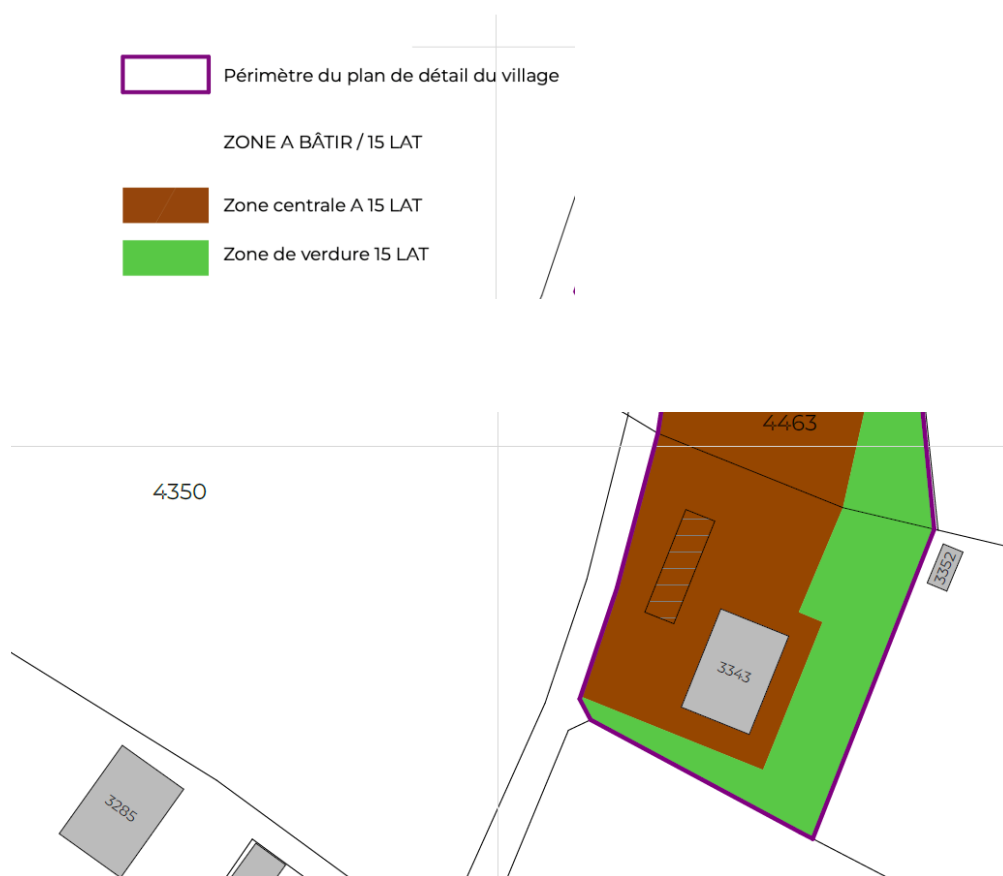 Périmètre du plan de détail du village
ZONE A BÂTIR / 15 LAT
Zone centrale A 15 LAT
Zone de verdure 15 LAT
4463
4350
3352
3343
3285